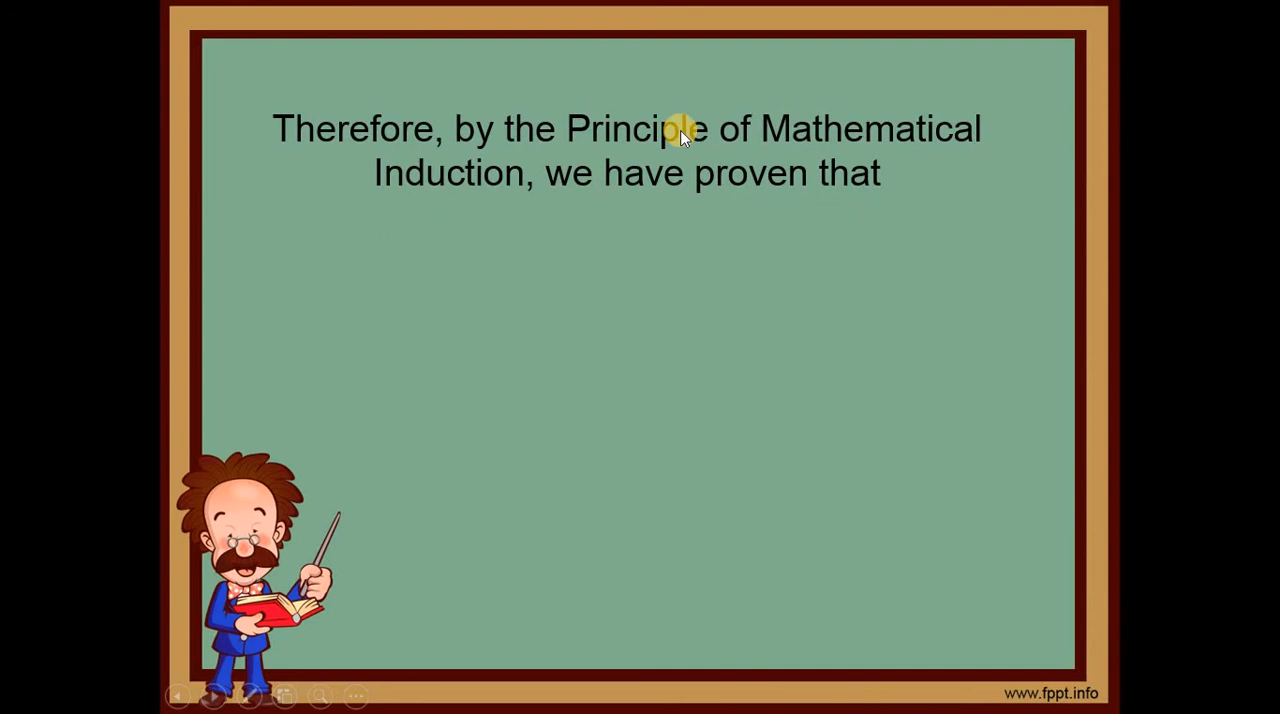 Therefore, by the Principle of Mathematical
Induction, we have proven that
www.fppt.info